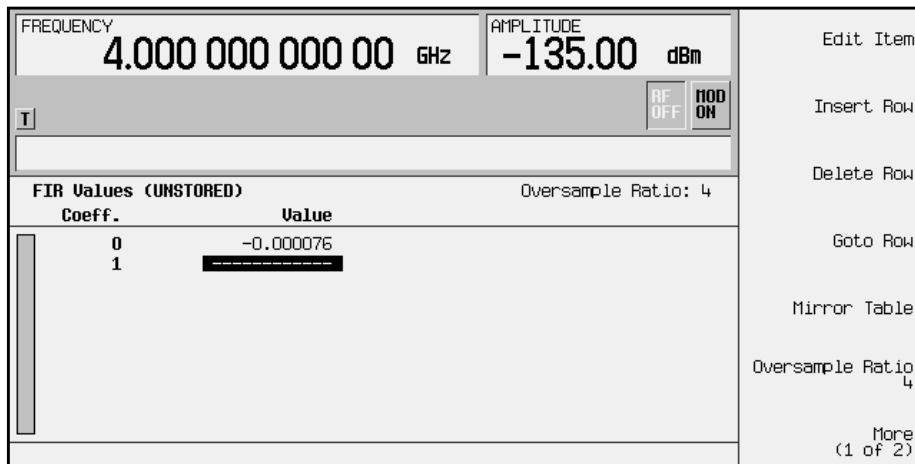 FREQUENCY
4.000 000 000 00 GHz
AMPLITUDE
-135.00 dBm
RF OFF
MOD ON
T
FIR Values (UNSTORED)
Oversample Ratio: 4
Coeff. Value
0 -0.000076
1 ------------
Edit Item
Insert Row
Delete Row
Goto Row
Mirror Table
Oversample Ratio
4
More
(1 of 2)